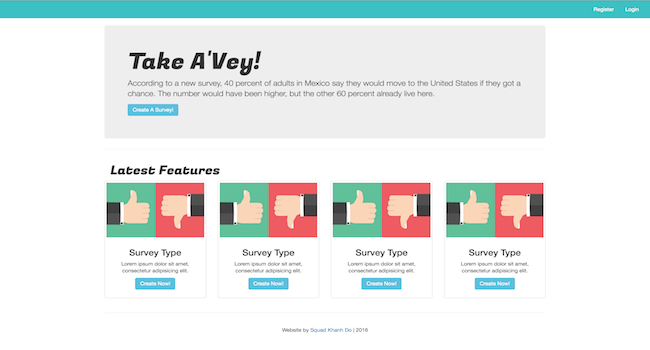 Register Login
Take A'Vey!
According to a new survey, 40 percent of adults in Mexico say they would move to the United States if they got a
chance. The number would have been higher, but the other 60 percent already live here.
Create A Survey!
Latest Features
Survey Type Survey Type Survey Type Survey Type
Lorem ipsum dolor sit amet, Lorem ipsum dolor sit amet, Lorem ipsum dolor sit amet, Lorem ipsum dolor sit amet,
consectetur adipisicing elit. consectetur adipisicing elit. consectetur adipisicing elit. consectetur adipisicing elit.
Create Now! Create Now! Create Now! Create Now!
Website by Squad Khanh Do | 2016